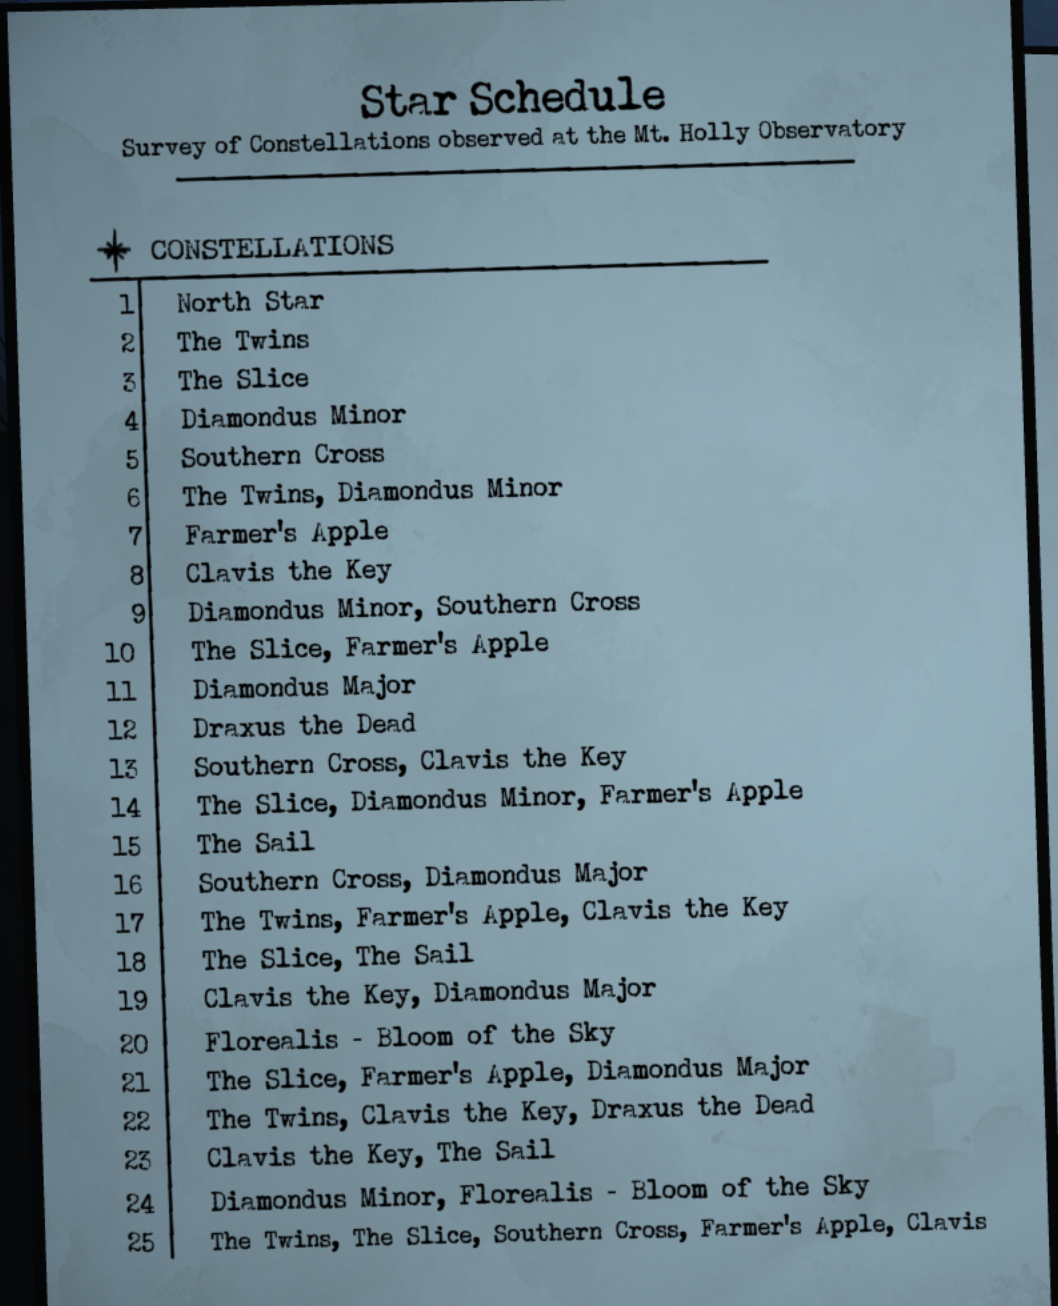 Star Schedule
Survey of Constellations observed at the Mt. Holly Observatory
CONSTELLATIONS
1 North Star
2 The Twins
3 The Slice
4 Diamondus Minor
5 Southern Cross
6 The Twins, Diamondus Minor
7 Farmer's Apple
8 Clavis the Key
9 Diamondus Minor, Southern Cross
10 The Slice, Farmer's Apple
11 Diamondus Major
12 Draxus the Dead
13 Southern Cross, Clavis the Key
14 The Slice, Diamondus Minor, Farmer's Apple
15 The Sail
16 Southern Cross, Diamondus Major
17 The Twins, Farmer's Apple, Clavis the Key
18 The Slice, The Sail
19 Clavis the Key, Diamondus Major
20 Florealis - Bloom of the Sky
21 The Slice, Farmer's Apple, Diamondus Major
22 The Twins, Clavis the Key, Draxus the Dead
23 Clavis the Key, The Sail
24 Diamondus Minor, Florealis - Bloom of the Sky
25 The Twins, The Slice, Southern Cross, Farmer's Apple, Clavis